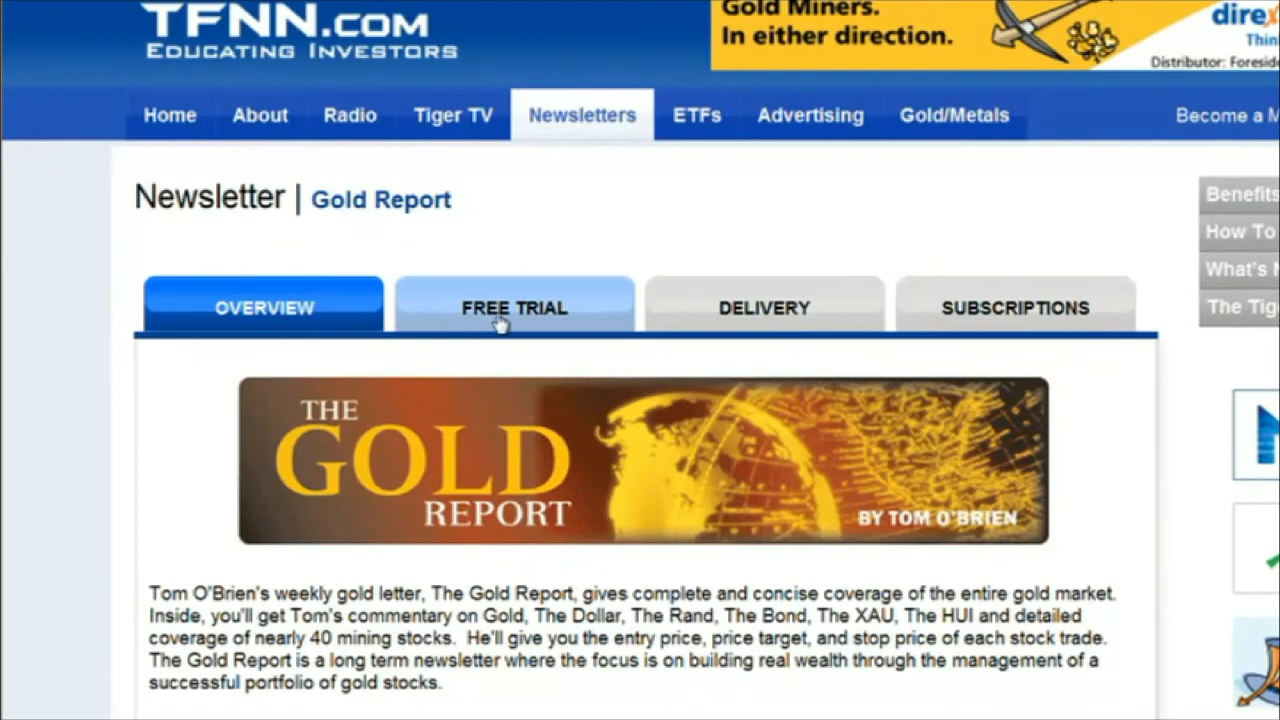 TFNN.COM
EDUCATING INVESTORS
Gold Miners.
In either direction.
Distributor:
Home About Radio Tiger TV Newsletters ETFs Advertising Gold/Metals Become a
Newsletter | Gold Report
Benefits
How To
What's
The
OVERVIEW FREE TRIAL DELIVERY SUBSCRIPTIONS
THE
GOLD
REPORT
BY TOM O'BRIEN
Tom O'Brien's weekly gold letter, The Gold Report, gives complete and concise coverage of the entire gold market.
Inside, you'll get Tom's commentary on Gold, The Dollar, The Rand, The Bond, The XAU, The HUI and detailed
coverage of nearly 40 mining stocks.  He'll give you the entry price, price target, and stop price of each stock trade.
The Gold Report is a long term newsletter where the focus is on building real wealth through the management of a
successful portfolio of gold stocks.